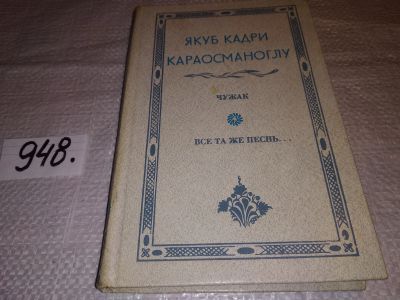 ЯКУБ КАДРИ
КАРАОСМАНОГЛУ
ЧУЖАК
ВСЕ ТА ЖЕ ПЕСНЬ...
948.